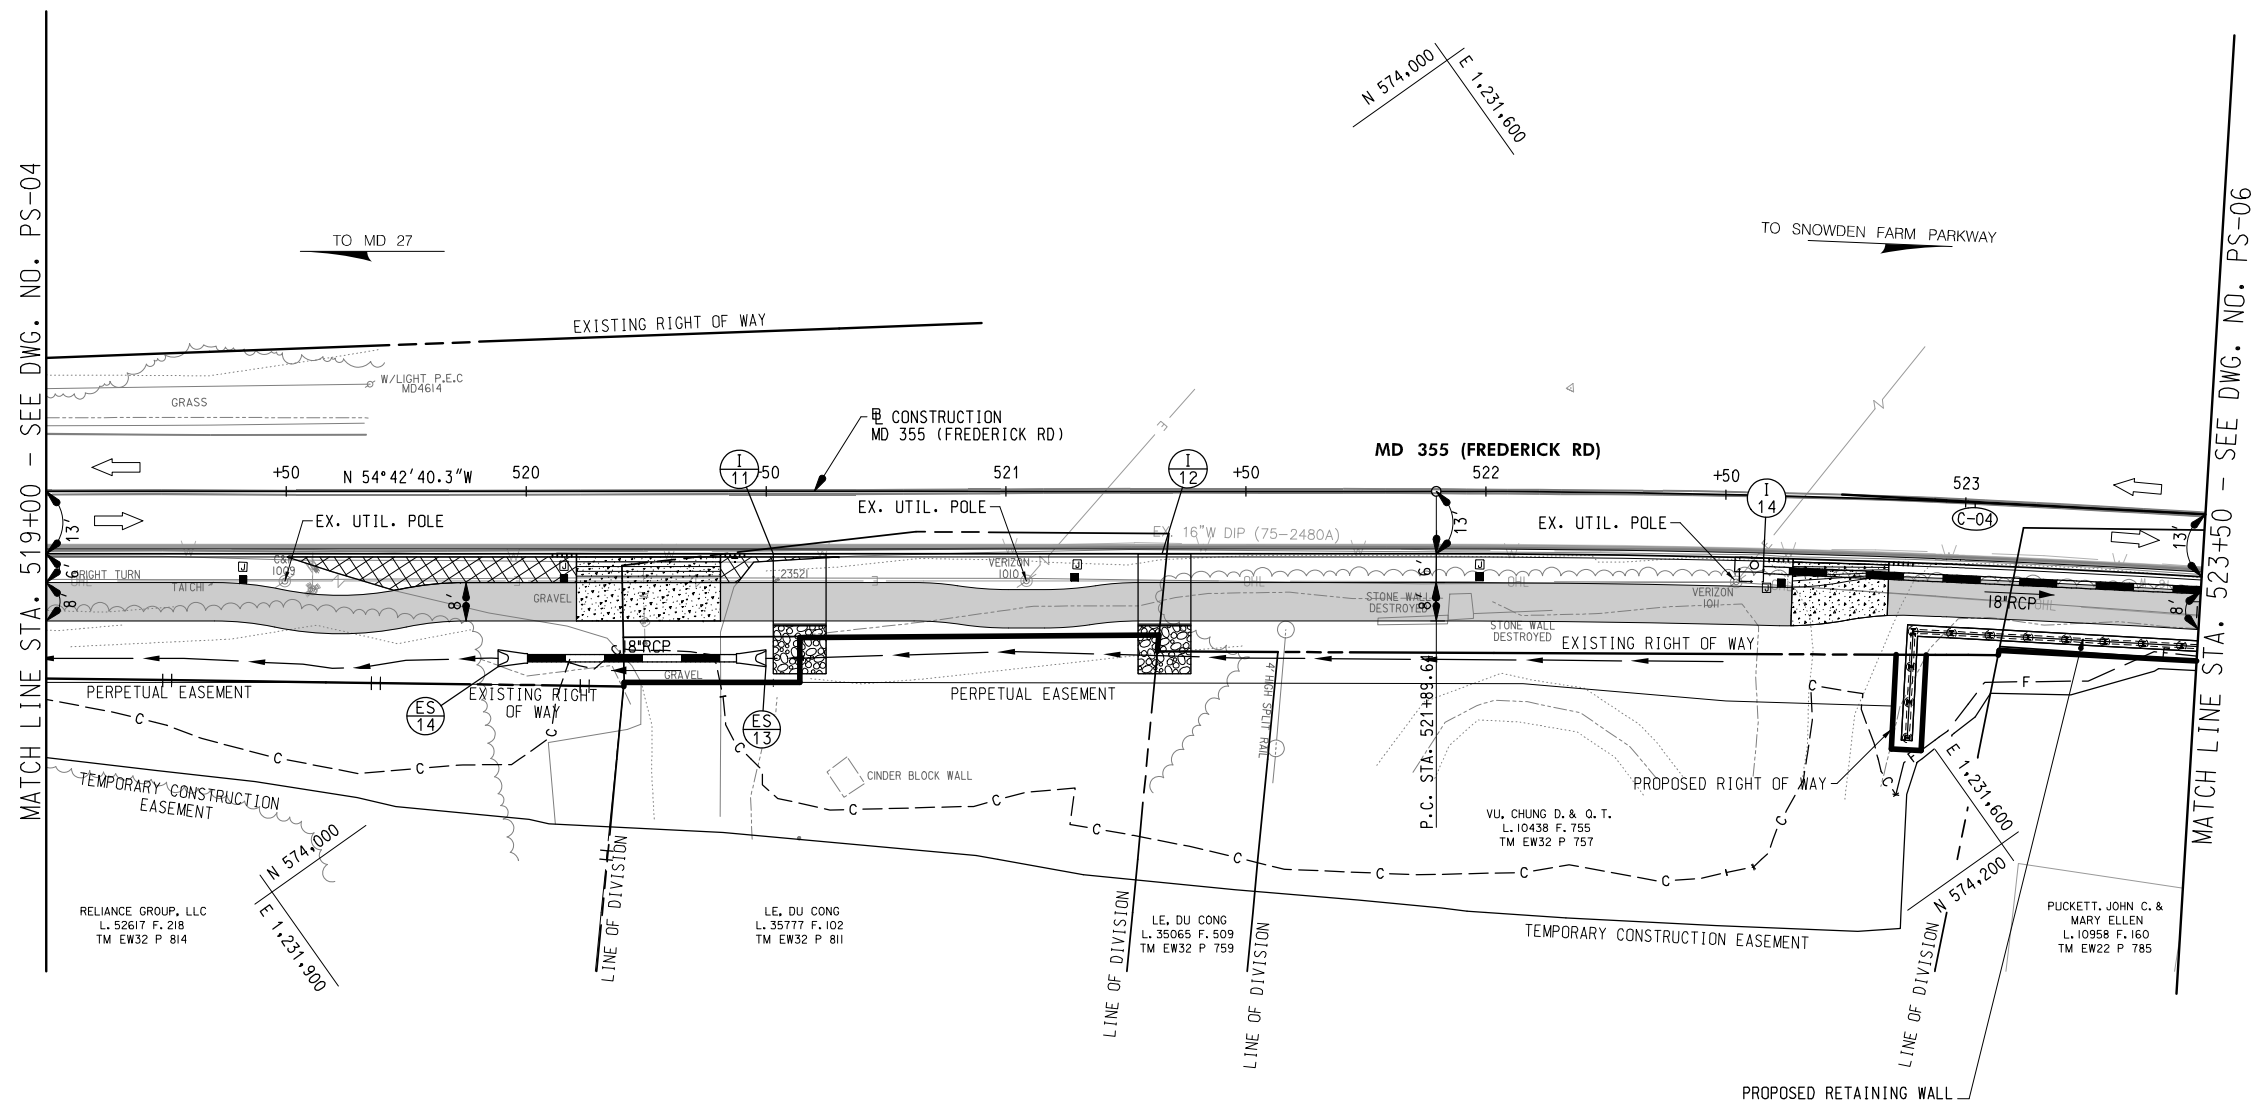 MATCH LINE STA. 519+00 - SEE DWG. NO. PS-04
N 574,000
E 1,231,600
TO MD 27
TO SNOWDEN FARM PARKWAY
EXISTING RIGHT OF WAY
W/LIGHT P.E.C
MD4614
GRASS
℄ CONSTRUCTION
MD 355 (FREDERICK RD)
MD 355 (FREDERICK RD)
+50
N 54°42'40.3"W
520
I
11
50
521
I
12
+50
522
+50
I
14
523
C-04
13'
EX. UTIL. POLE
EX. UTIL. POLE
EX. 16"W DIP (75-2480A)
13'
EX. UTIL. POLE
13'
6'
8'
RIGHT TURN
OHL
TAICHI
C&P
1009
J
8'
J
GRAVEL
23521
VERIZON
1010
J
E
OHL
6'
8'
J
OHL
STONE WALL
DESTROYED
STONE WALL
DESTROYED
VERIZON
1011
J
18"RCP
OHL
8'
18"RCP
GRAVEL
EXISTING RIGHT OF WAY
PERPETUAL EASEMENT
EXISTING RIGHT
OF WAY
PERPETUAL EASEMENT
ES
14
ES
13
4' HIGH SPLIT RAIL
P.C. STA. 521+89.64
CINDER BLOCK WALL
PROPOSED RIGHT OF WAY
TEMPORARY CONSTRUCTION
EASEMENT
N 574,000
E 1,231,900
VU, CHUNG D. & Q. T.
L. 10438 F. 755
TM EW32 P 757
E 1,231,600
N 574,200
RELIANCE GROUP, LLC
L. 52617 F. 218
TM EW32 P 814
LINE OF DIVISION
LE, DU CONG
L. 35777 F. 102
TM EW32 P 811
LINE OF DIVISION
LE, DU CONG
L. 35065 F. 509
TM EW32 P 759
LINE OF DIVISION
TEMPORARY CONSTRUCTION EASEMENT
LINE OF DIVISION
PUCKETT, JOHN C. &
MARY ELLEN
L. 10958 F. 160
TM EW22 P 785
PROPOSED RETAINING WALL
MATCH LINE STA. 523+50 - SEE DWG. NO. PS-06